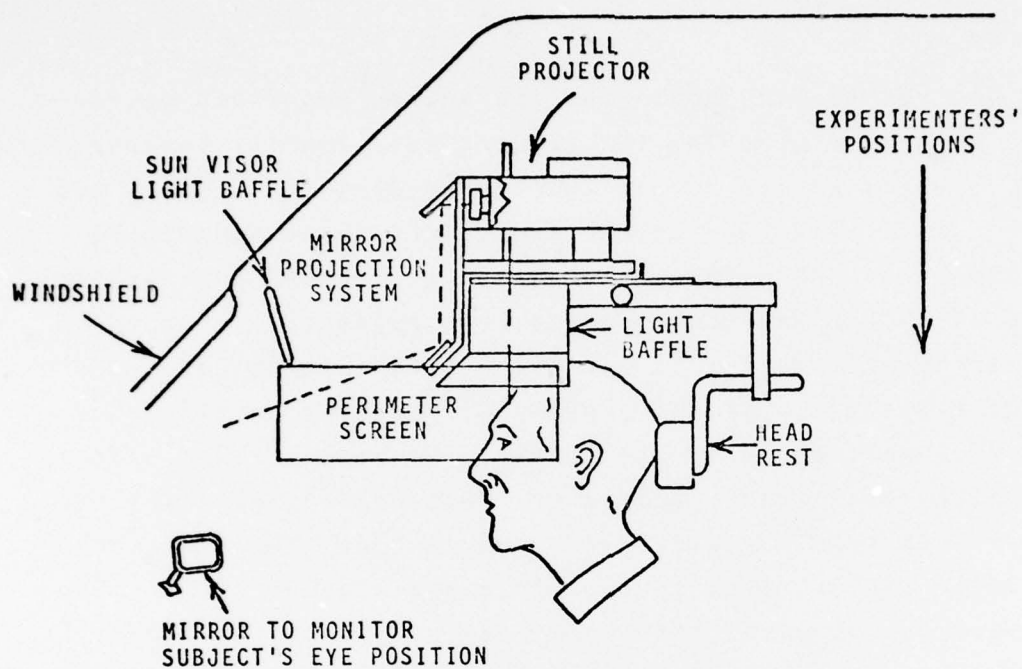 STILL
PROJECTOR
EXPERIMENTERS'
POSITIONS
SUN VISOR
LIGHT BAFFLE
MIRROR
PROJECTION
SYSTEM
WINDSHIELD
LIGHT
BAFFLE
PERIMETER
SCREEN
HEAD
REST
MIRROR TO MONITOR
SUBJECT'S EYE POSITION